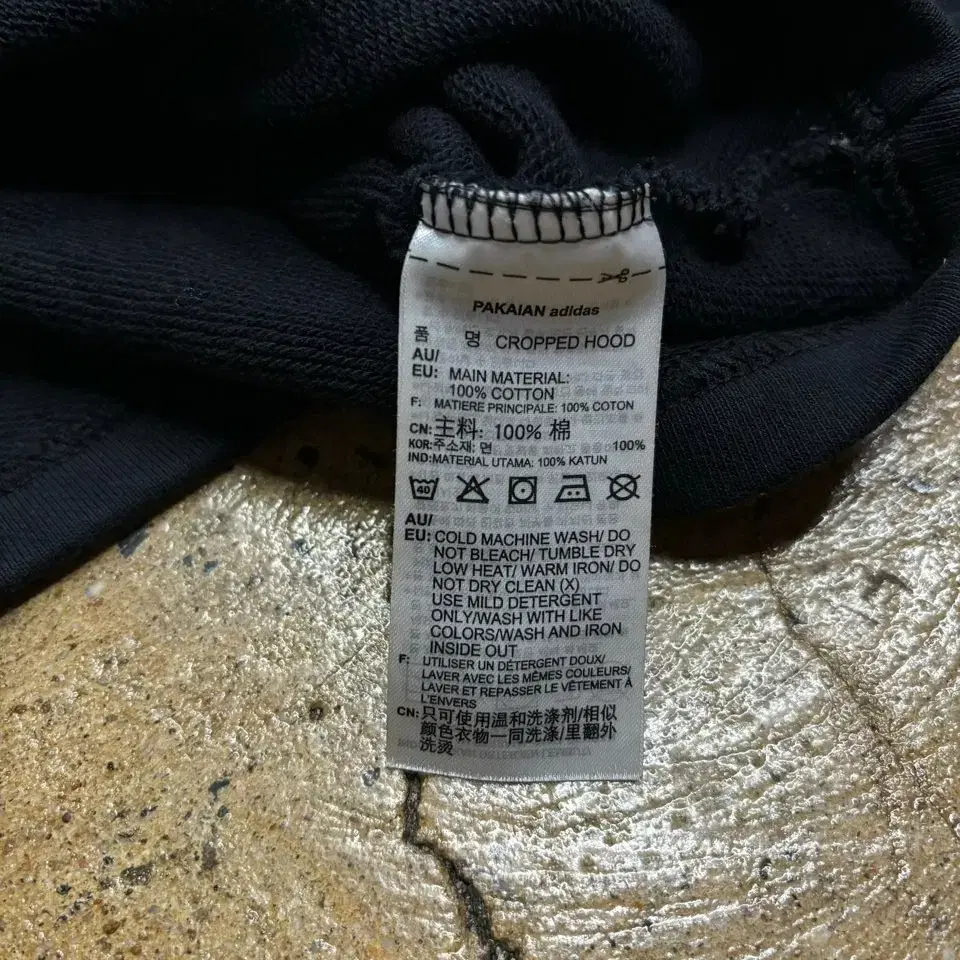 PAKAIAN adidas
품 명 CROPPED HOOD
AU/
EU: MAIN MATERIAL:
100% COTTON
F: MATIERE PRINCIPALE: 100% COTON
CN: 主料: 100% 棉
KOR:주소재: 면 100%
IND:MATERIAL UTAMA: 100% KATUN
40
AU/
EU: COLD MACHINE WASH/ DO
NOT BLEACH/ TUMBLE DRY
LOW HEAT/ WARM IRON/ DO
NOT DRY CLEAN (X)
USE MILD DETERGENT
ONLY/WASH WITH LIKE
COLORS/WASH AND IRON
INSIDE OUT
F: UTILISER UN DÉTERGENT DOUX/
LAVER AVEC LES MÊMES COULEURS/
LAVER ET REPASSER LE VÊTEMENT À
L'ENVERS
CN: 只可使用温和洗涤剂/相似
颜色衣物一同洗涤/里翻外
洗烫